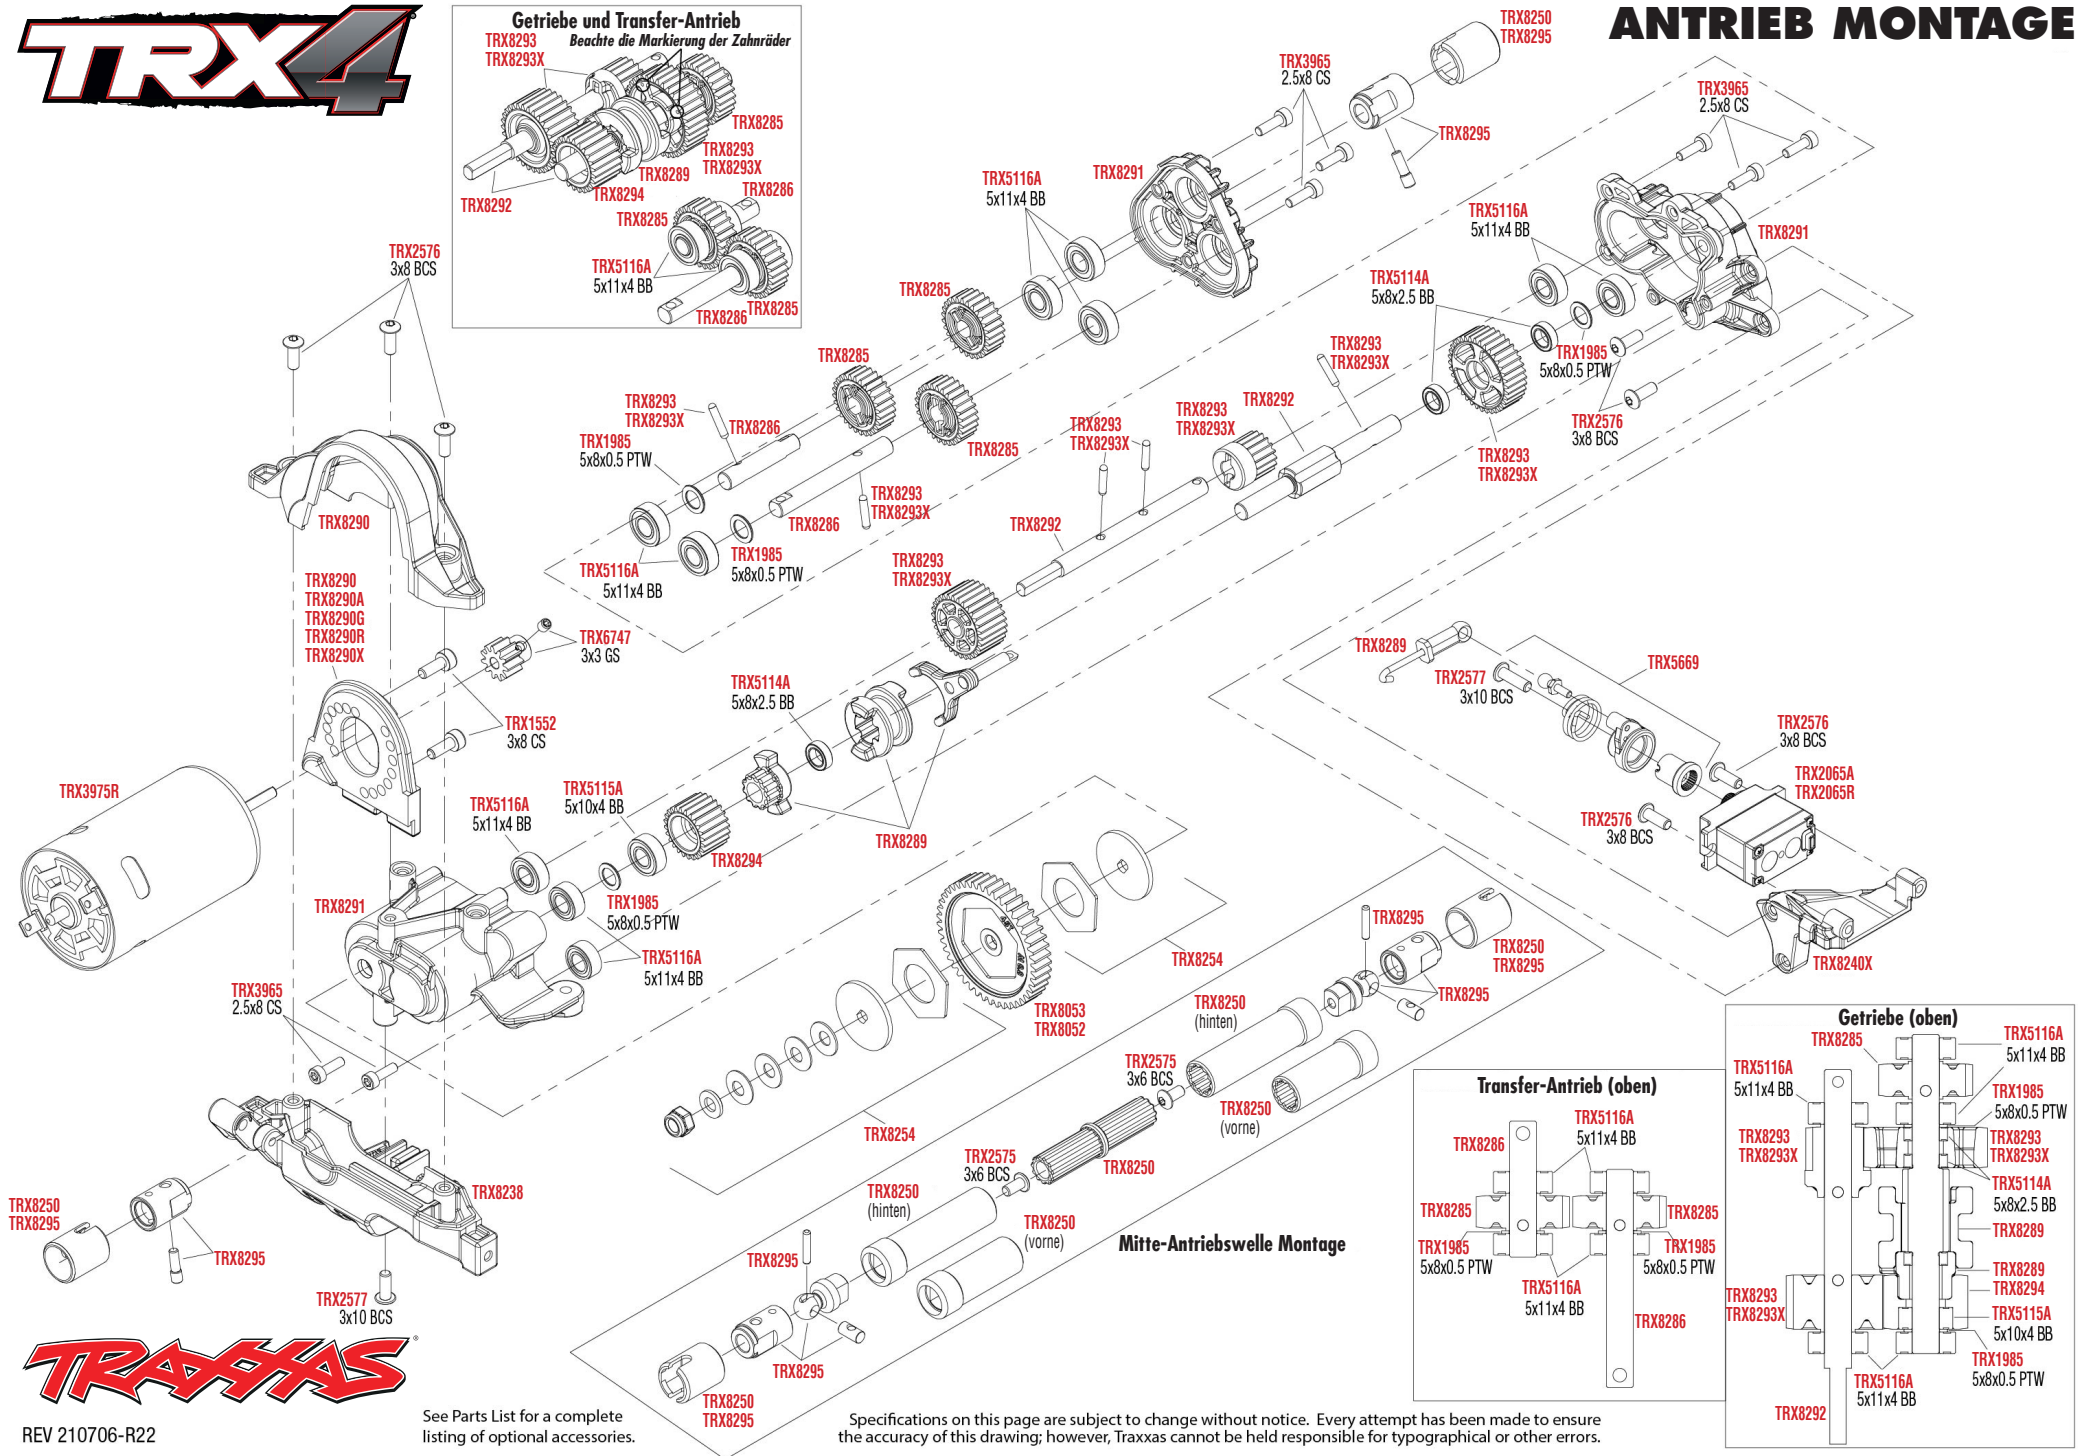 TRX4
ANTRIEB MONTAGE
Getriebe und Transfer-Antrieb
Beachte die Markierung der Zahnräder
TRX8293
TRX8293X
TRX8285
TRX8293
TRX8293X
TRX8289
TRX8294
TRX8292
TRX8286
TRX8285
TRX5116A
5x11x4 BB
TRX8286
TRX8285
TRX8250
TRX8295
TRX3965
2.5x8 CS
TRX8295
TRX3965
2.5x8 CS
TRX8291
TRX5116A
5x11x4 BB
TRX5116A
5x11x4 BB
TRX8291
TRX5114A
5x8x2.5 BB
TRX1985
5x8x0.5 PTW
TRX2576
3x8 BCS
TRX2576
3x8 BCS
TRX8285
TRX8285
TRX8285
TRX8293
TRX8293X
TRX8286
TRX1985
5x8x0.5 PTW
TRX8293
TRX8293X
TRX8286
TRX1985
5x8x0.5 PTW
TRX5116A
5x11x4 BB
TRX8293
TRX8293X
TRX8292
TRX8293
TRX8293X
TRX8293
TRX8293X
TRX8293
TRX8293X
TRX8292
TRX8293
TRX8293X
TRX8290
TRX8290
TRX8290A
TRX8290G
TRX8290R
TRX8290X
TRX6747
3x3 GS
TRX1552
3x8 CS
TRX3975R
TRX5114A
5x8x2.5 BB
TRX5115A
5x10x4 BB
TRX5116A
5x11x4 BB
TRX8294
TRX8289
TRX1985
5x8x0.5 PTW
TRX5116A
5x11x4 BB
TRX8291
TRX3965
2.5x8 CS
TRX8289
TRX2577
3x10 BCS
TRX5669
TRX2576
3x8 BCS
TRX2065A
TRX2065R
TRX2576
3x8 BCS
TRX8240X
TRX8254
TRX8053
TRX8052
TRX8254
TRX8295
TRX8250
TRX8295
TRX8295
TRX8250
(hinten)
TRX2575
3x6 BCS
TRX8250
(vorne)
TRX8250
TRX2575
3x6 BCS
TRX8250
(hinten)
TRX8250
(vorne)
Mitte-Antriebswelle Montage
TRX8295
TRX8295
TRX8250
TRX8295
TRX8250
TRX8295
TRX8295
TRX8238
TRX2577
3x10 BCS
Transfer-Antrieb (oben)
TRX5116A
5x11x4 BB
TRX8286
TRX8285
TRX8285
TRX1985
5x8x0.5 PTW
TRX1985
5x8x0.5 PTW
TRX5116A
5x11x4 BB
TRX8286
Getriebe (oben)
TRX8285
TRX5116A
5x11x4 BB
TRX5116A
5x11x4 BB
TRX1985
5x8x0.5 PTW
TRX8293
TRX8293X
TRX8293
TRX8293X
TRX5114A
5x8x2.5 BB
TRX8289
TRX8289
TRX8294
TRX8293
TRX8293X
TRX5115A
5x10x4 BB
TRX1985
5x8x0.5 PTW
TRX5116A
5x11x4 BB
TRX8292
TRAXXAS
REV 210706-R22
See Parts List for a complete
listing of optional accessories.
Specifications on this page are subject to change without notice. Every attempt has been made to ensure
the accuracy of this drawing; however, Traxxas cannot be held responsible for typographical or other errors.